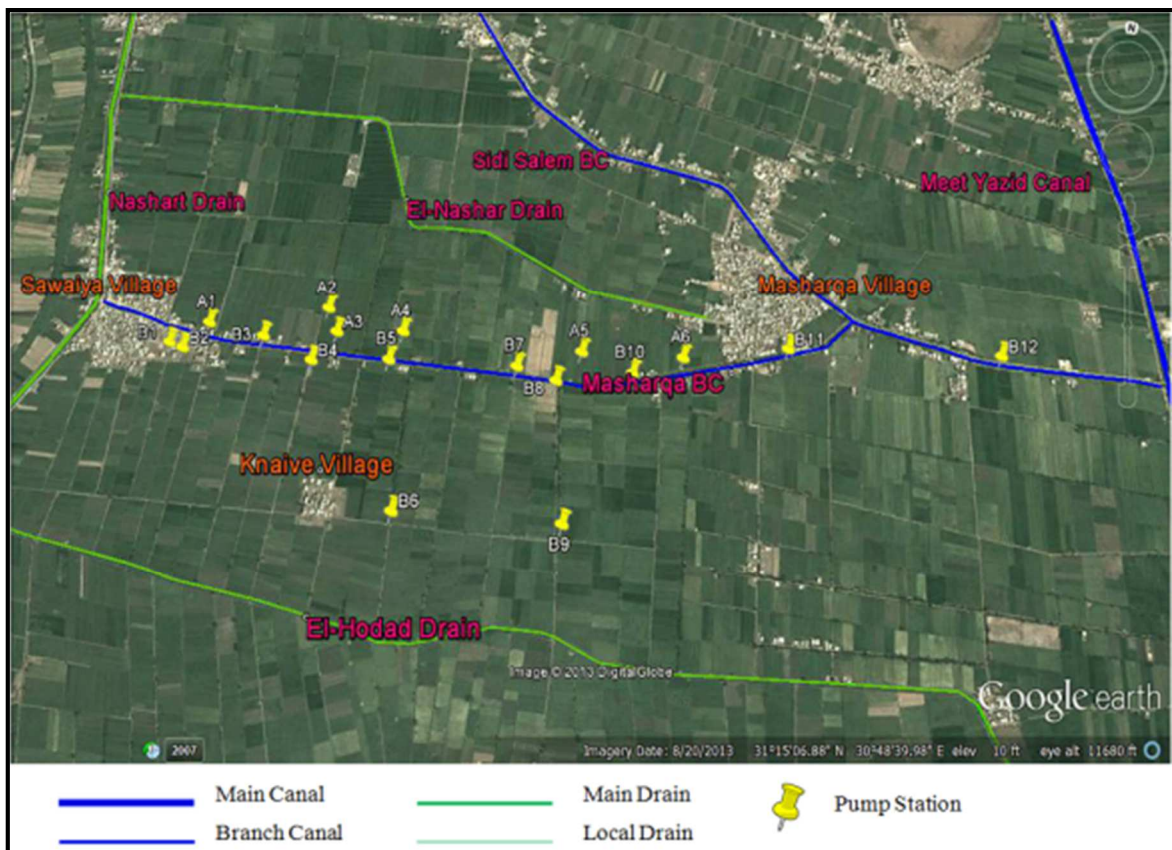 N
Sidi Salem BC
Meet Yazid Canal
Nashart Drain
El-Nashar Drain
Sawaiya Village
Masharqa Village
A1
A2
A3
A4
A5
A6
B1
B2
B3
B4
B5
B7
B8
B10
B11
B12
Masharqa BC
Knaive Village
B6
B9
El-Hodad Drain
Image © 2013 Digital Globe
Google earth
2007
Imagery Date: 8/20/2013 31°15'06.88" N 30°48'39.98" E elev 10 ft eye alt 11680 ft
Main Canal
Main Drain
Pump Station
Branch Canal
Local Drain